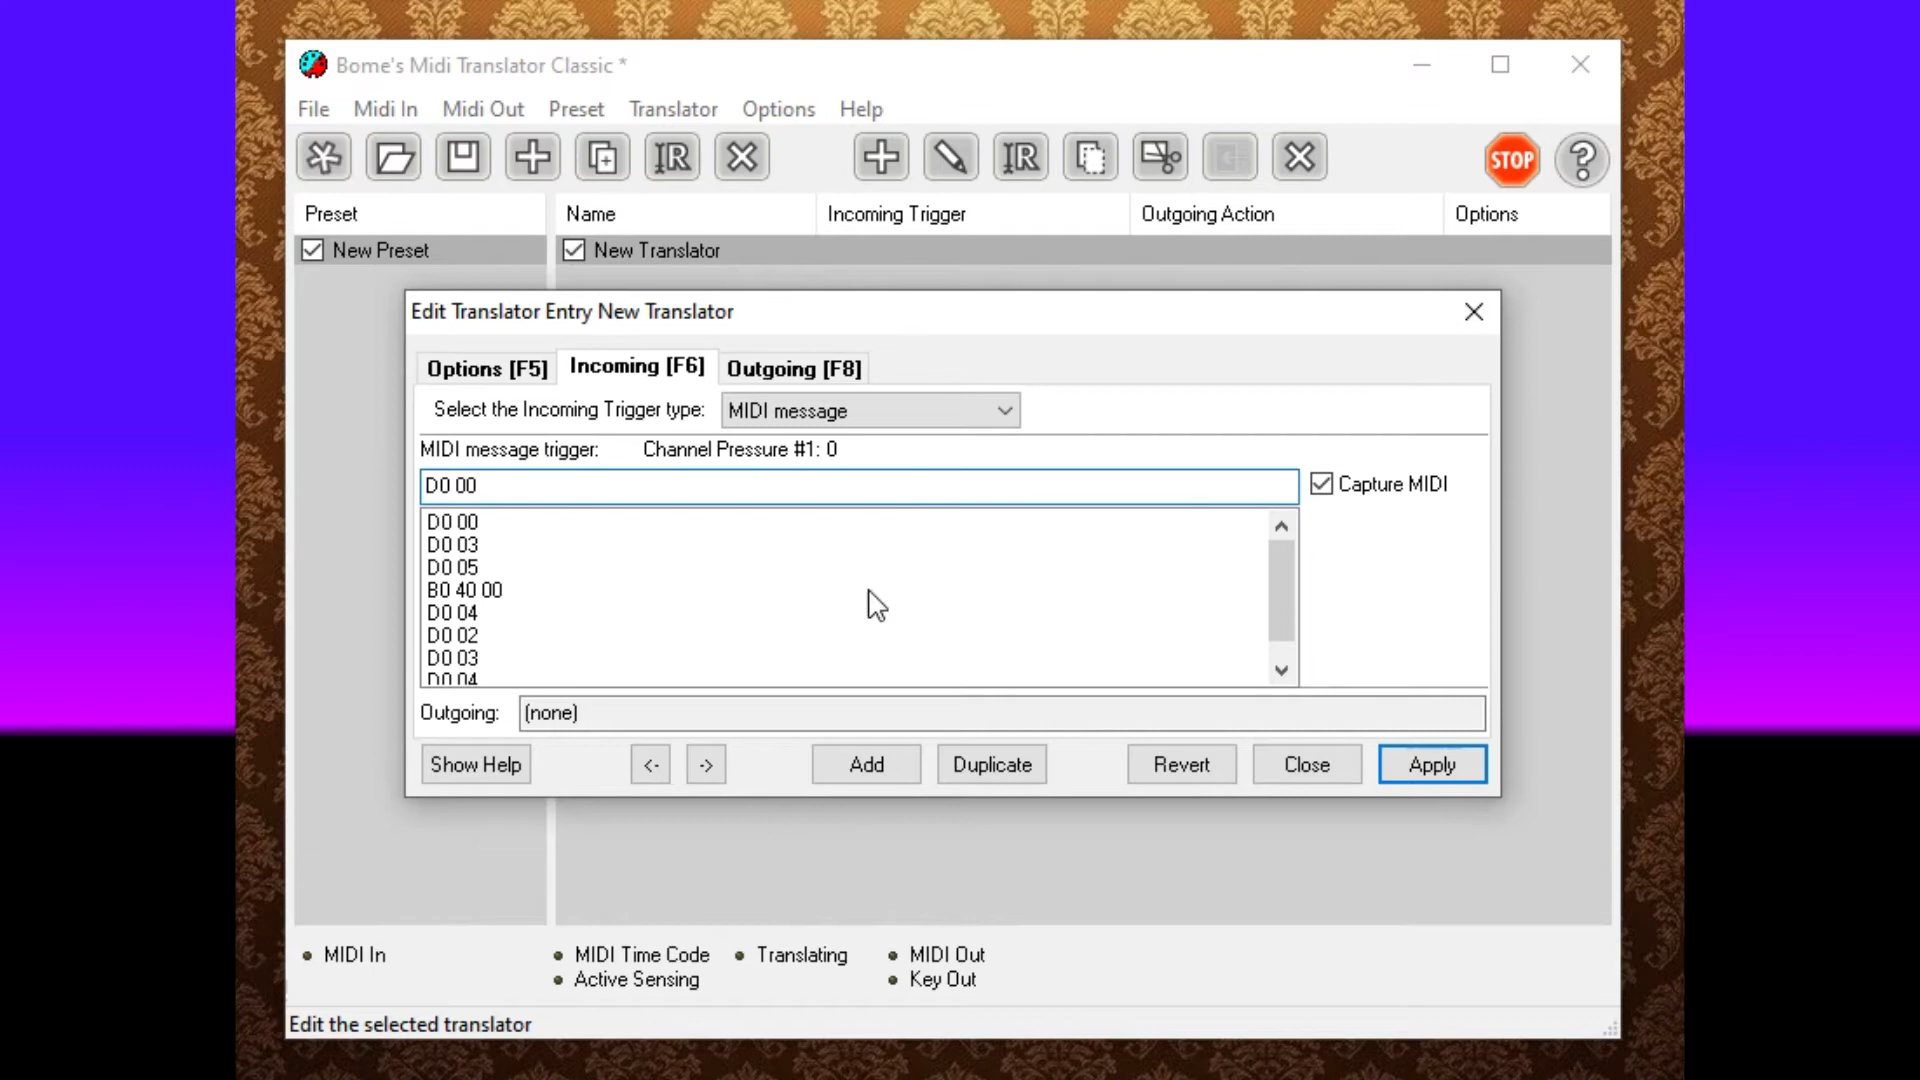 Bome's Midi Translator Classic *
File Midi In Midi Out Preset Translator Options Help
STOP
Preset Name Incoming Trigger Outgoing Action Options
New Preset New Translator
Edit Translator Entry New Translator
Options [F5] Incoming [F6] Outgoing [F8]
Select the Incoming Trigger type: MIDI message
MIDI message trigger: Channel Pressure #1: 0
D0 00 Capture MIDI
D0 00
D0 03
D0 05
B0 40 00
D0 04
D0 02
D0 03
D0 04
Outgoing: (none)
Show Help <- -> Add Duplicate Revert Close Apply
MIDI In MIDI Time Code Translating MIDI Out
Active Sensing Key Out
Edit the selected translator